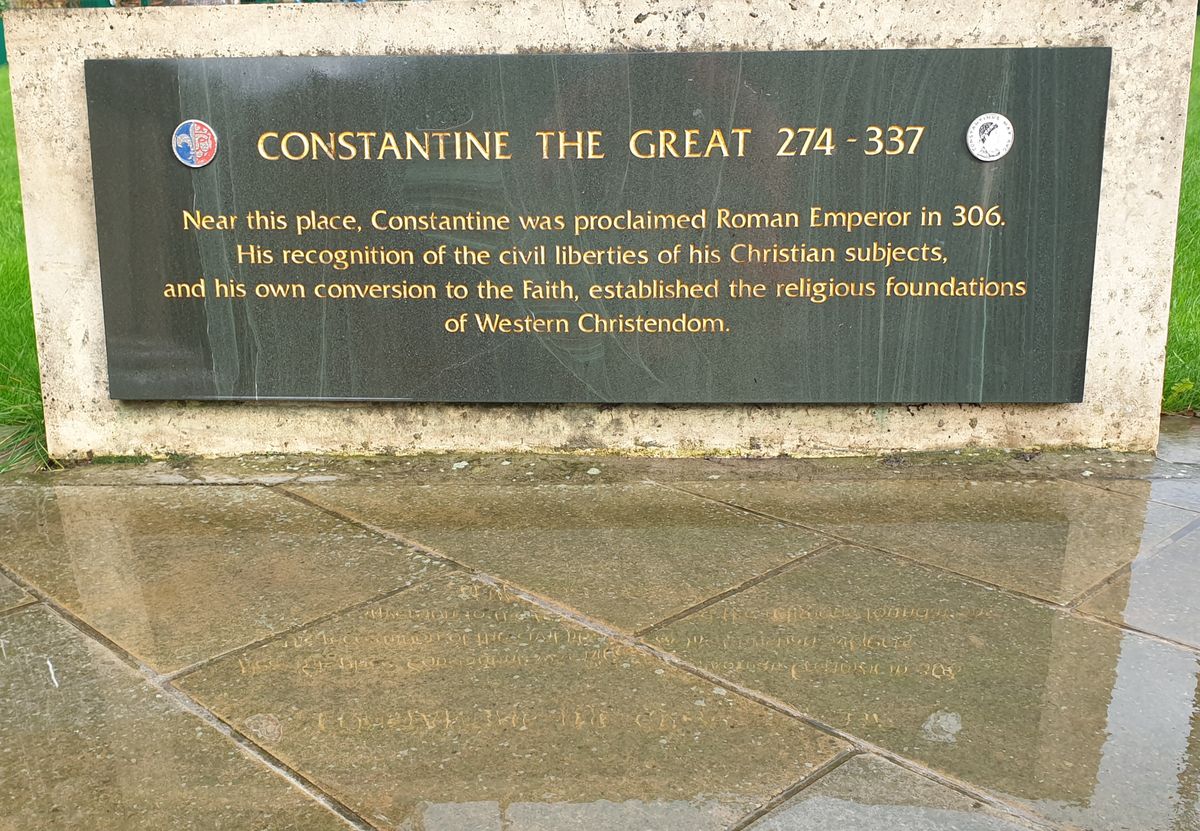 CONSTANTINE THE GREAT 274 - 337
Near this place, Constantine was proclaimed Roman Emperor in 306.
His recognition of the civil liberties of his Christian subjects,
and his own conversion to the Faith, established the religious foundations
of Western Christendom.